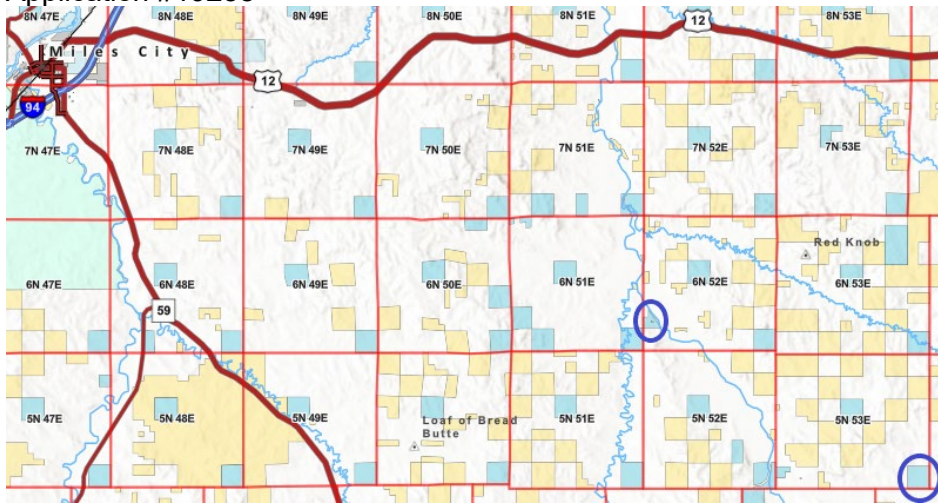 8N 47E
8N 48E
8N 49E
8N 50E
8N 51E
8N 53E
12
Miles City
12
94
7N 47E
7N 48E
7N 49E
7N 50E
7N 51E
7N 52E
7N 53E
Red Knob
6N 47E
6N 48E
6N 49E
6N 50E
6N 51E
6N 52E
6N 53E
59
5N 47E
5N 48E
5N 49E
Loaf of Bread
Butte
5N 51E
5N 52E
5N 53E